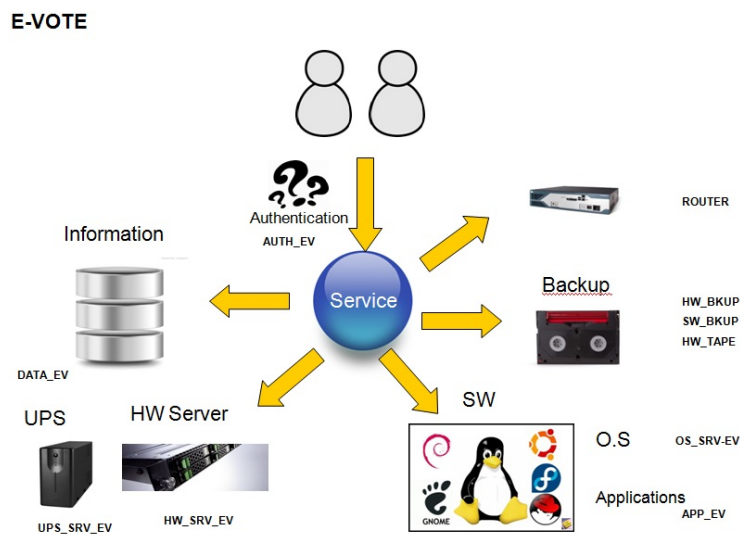 E-VOTE
Authentication
AUTH_EV
ROUTER
Information
Service
Backup
HW_BKUP
SW_BKUP
HW_TAPE
DATA_EV
UPS
HW Server
SW
O.S
OS_SRV-EV
GNOME
Applications
APP_EV
UPS_SRV_EV
HW_SRV_EV